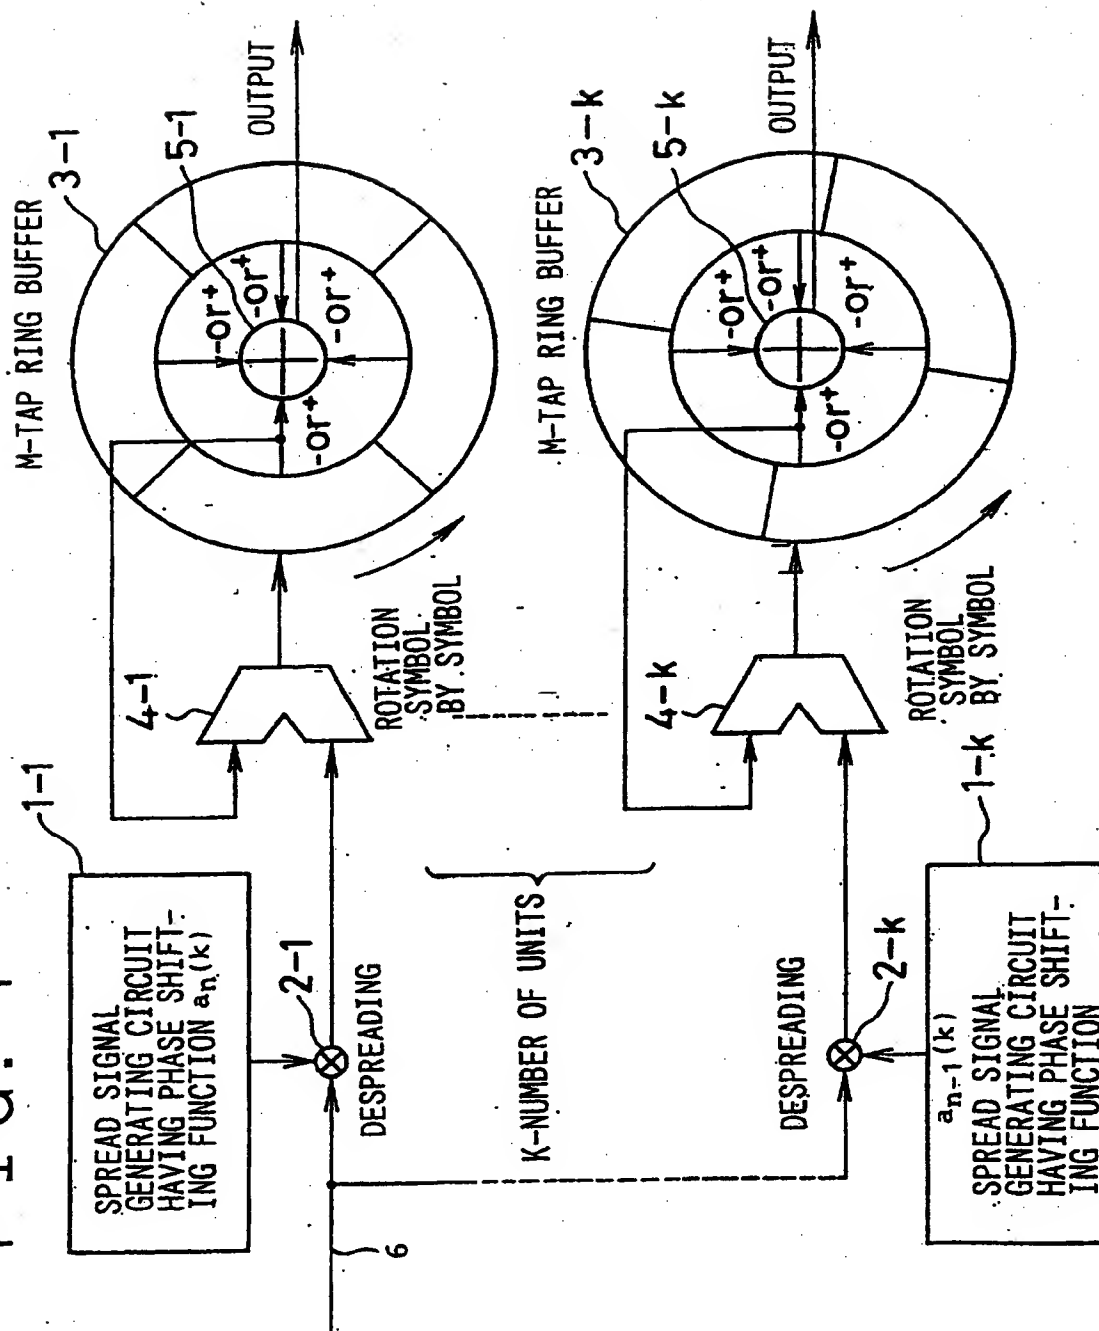 FIG. 1
SPREAD SIGNAL
GENERATING CIRCUIT
HAVING PHASE SHIFT-
ING FUNCTION an(k)
1-1
2-1
DESPREADING
6
4-1
ROTATION
SYMBOL
BY SYMBOL
M-TAP RING BUFFER
3-1
5-1
-or+
-or+
-or+
-or+
OUTPUT
K-NUMBER OF UNITS
an-1(k)
SPREAD SIGNAL
GENERATING CIRCUIT
HAVING PHASE SHIFT-
ING FUNCTION
1-k
2-k
DESPREADING
4-k
ROTATION
SYMBOL
BY SYMBOL
M-TAP RING BUFFER
3-k
5-k
-or+
-or+
-or+
-or+
OUTPUT